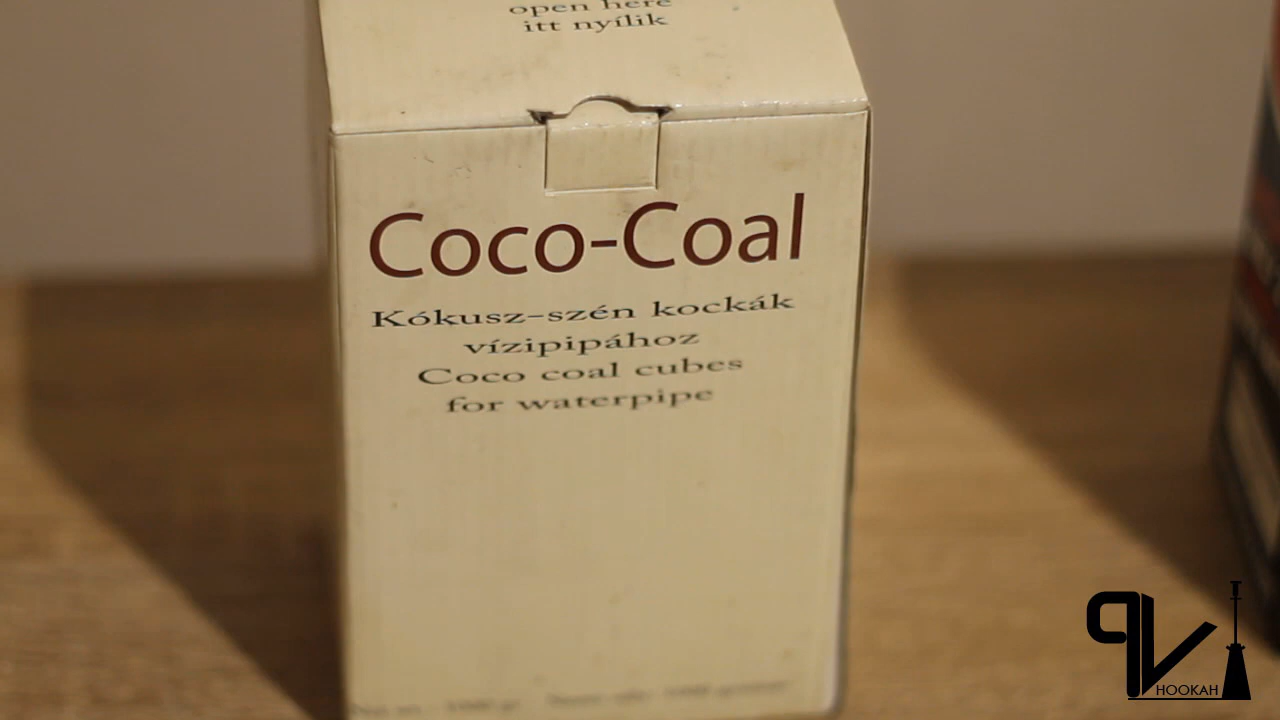 open here
itt nyílik
Coco-Coal
Kókusz-szén kockák
vízipipához
Coco coal cubes
for waterpipe
HOOKAH